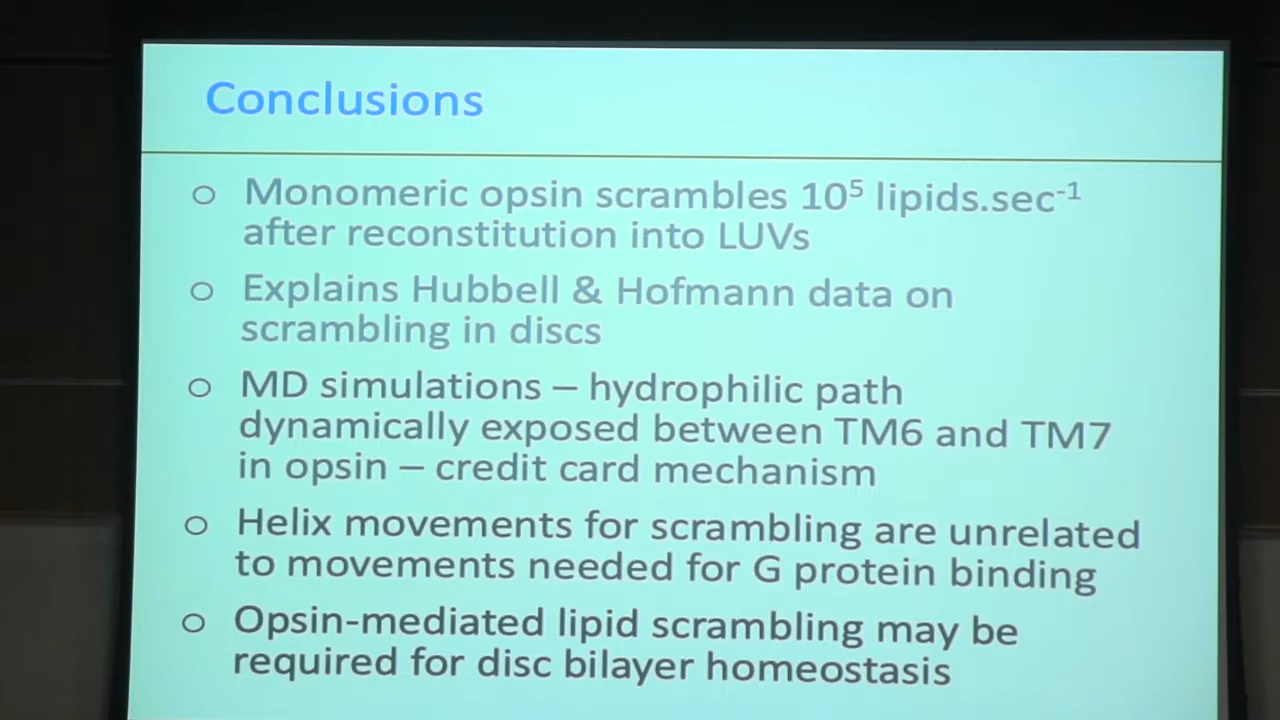 Conclusions
○ Monomeric opsin scrambles 10⁵ lipids.sec⁻¹
after reconstitution into LUVs
○ Explains Hubbell & Hofmann data on
scrambling in discs
○ MD simulations – hydrophilic path
dynamically exposed between TM6 and TM7
in opsin – credit card mechanism
○ Helix movements for scrambling are unrelated
to movements needed for G protein binding
○ Opsin-mediated lipid scrambling may be
required for disc bilayer homeostasis